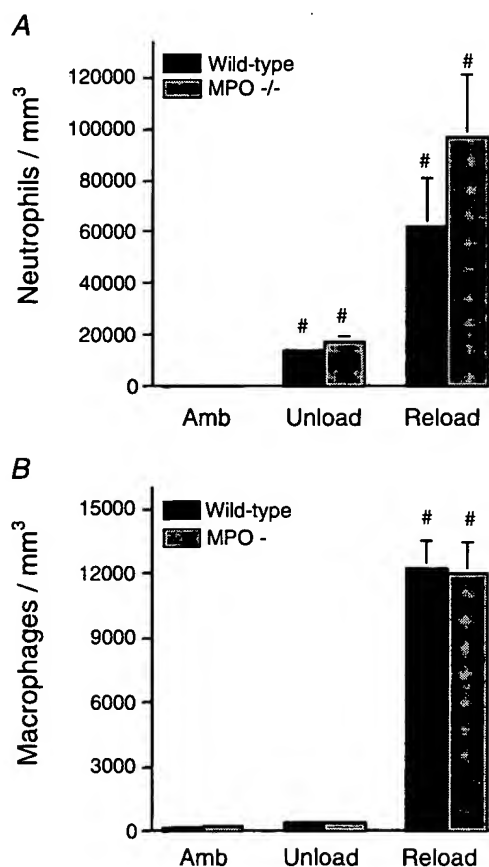 A
Neutrophils / mm³
120000
100000
80000
60000
40000
20000
0
Wild-type
MPO -/-
#
#
#
#
Amb Unload Reload
B
Macrophages / mm³
15000
12000
9000
6000
3000
0
Wild-type
MPO -
# #
Amb Unload Reload